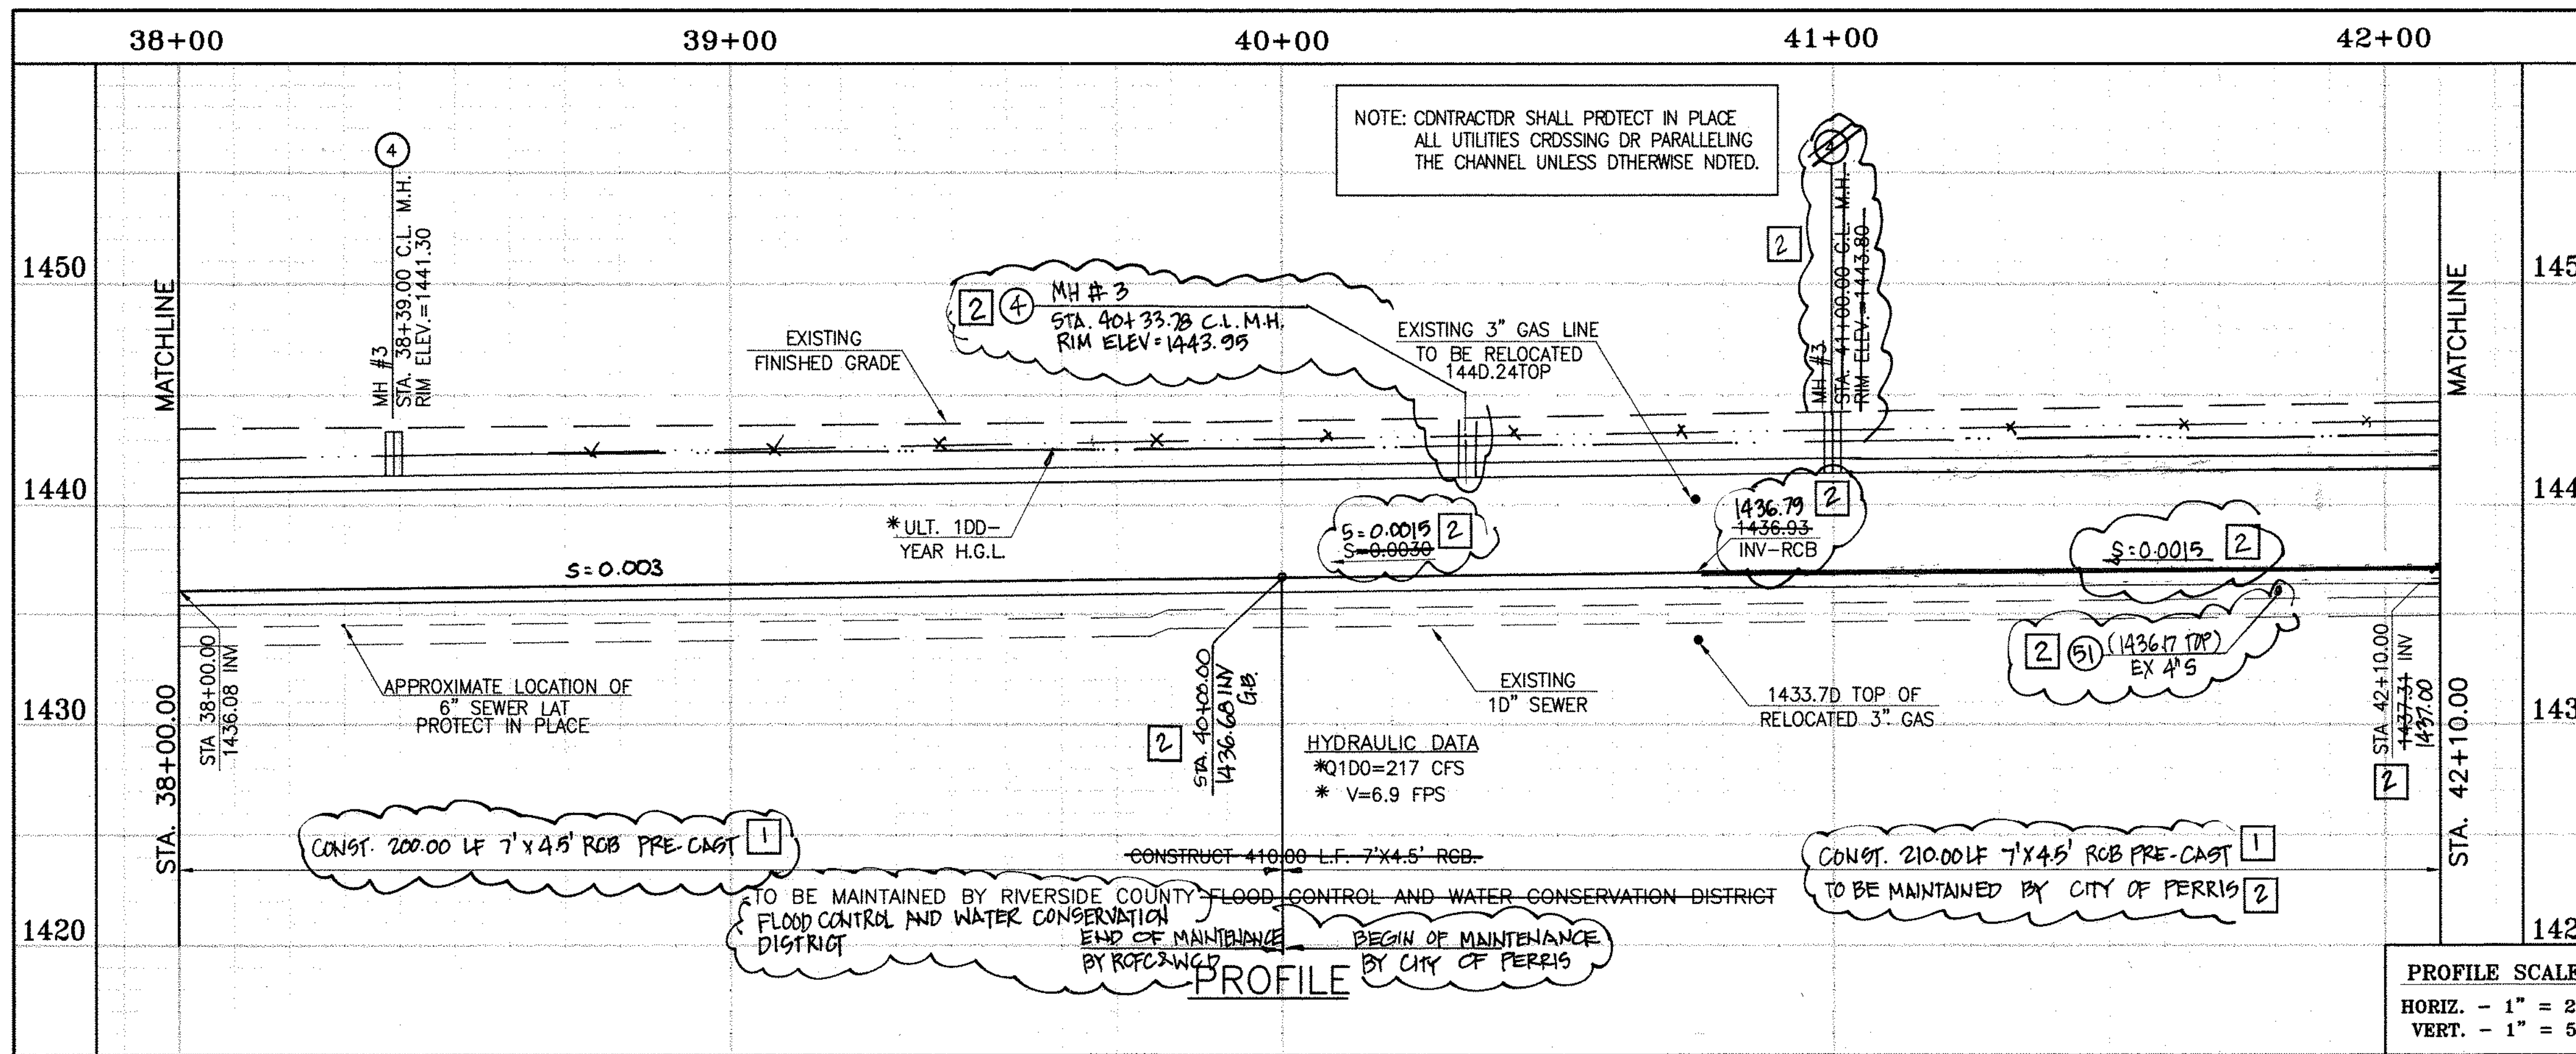 38+00 39+00 40+00 41+00 42+00
NOTE: CDNTRACTDR SHALL PRDTECT IN PLACE
ALL UTILITIES CRDSSING DR PARALLELING
THE CHANNEL UNLESS DTHERWISE NDTED.
4
MH #3
STA. 38+39.00 C.L. M.H.
RIM ELEV.=1441.30
4
MH #3
STA. 41+00.00 C.L. M.H.
RIM ELEV.=1443.80
2
2 4 MH #3
STA. 40+33.78 C.L.M.H.
RIM ELEV=1443.95
EXISTING
FINISHED GRADE
EXISTING 3" GAS LINE
TO BE RELOCATED
144D.24TOP
1450
1440
1430
1420
145
144
143
142
MATCHLINE
STA. 38+00.00
MATCHLINE
STA. 42+10.00
*ULT. 1DD-
YEAR H.G.L.
S=0.003
S=0.0015 2
S=0.0030
1436.79 2
1436.93
INV-RCB
S=0.0015 2
2 51 (1436.17 TOP)
EX 4"S
STA 38+00.00
1436.08 INV
APPROXIMATE LOCATION OF
6" SEWER LAT
PROTECT IN PLACE
2
STA. 40+00.00
1436.68 INV
G.B.
EXISTING
1D" SEWER
1433.7D TOP OF
RELOCATED 3" GAS
STA 42+10.00
1437.31 INV
1437.00
2
HYDRAULIC DATA
*Q1D0=217 CFS
* V=6.9 FPS
CONST. 200.00 LF 7'X4.5' RCB PRE-CAST 1
CONSTRUCT 410.00 L.F. 7'X4.5' RCB.
CONST. 210.00LF 7'X4.5' RCB PRE-CAST 1
TO BE MAINTAINED BY CITY OF PERRIS 2
TO BE MAINTAINED BY RIVERSIDE COUNTY FLOOD CONTROL AND WATER CONSERVATION DISTRICT
FLOOD CONTROL AND WATER CONSERVATION
DISTRICT
END OF MAINTENANCE
BY RCFC&WCD
BEGIN OF MAINTENANCE
BY CITY OF PERRIS
PROFILE
PROFILE SCALE
HORIZ. - 1" = 2
VERT. - 1" = 5